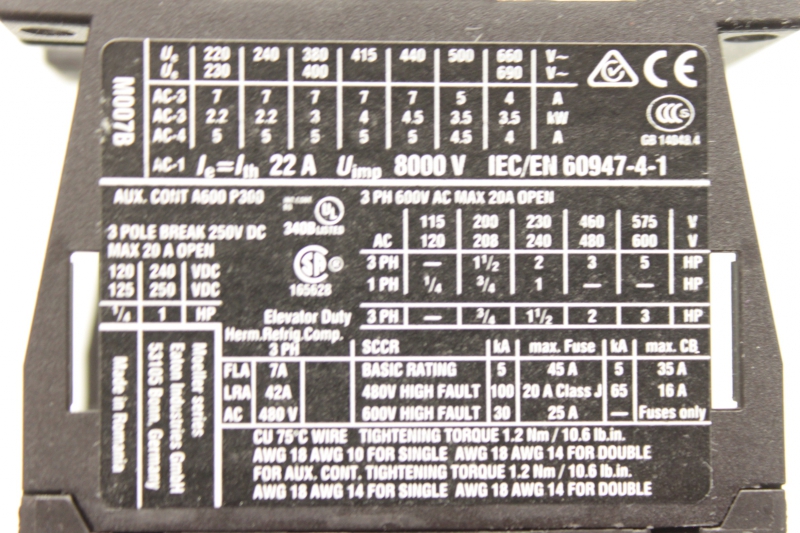 M007B
Ue 220 240 380 415 440 500 660 V~
Ue 230 400 690 V~
AC-3 7 7 7 7 7 5 4 A
AC-3 2.2 2.2 3 4 4.5 3.5 3.5 kW
AC-4 5 5 5 5 5 4.5 4 A
AC-1 Ie=Ith 22 A Uimp 8000 V IEC/EN 60947-4-1
CE
CCC S
GB 14048.4
AUX. CONT A600 P300
UL
LISTED
3 POLE BREAK 250V DC
MAX 20 A OPEN
120 240 VDC
125 250 VDC
1/4 1 HP
SA ®
165628
3 PH 600V AC MAX 20A OPEN
115 200 230 460 575 V
AC 120 208 240 480 600 V
3 PH — 1 1/2 2 3 5 HP
1 PH 1/4 3/4 1 — — HP
Elevator Duty 3 PH — 3/4 1 1/2 2 3 HP
Herm.Refrig.Comp.
3 PH
FLA 7A
LRA 42A
AC 480 V
SCCR kA max. Fuse kA max. CB
BASIC RATING 5 45 A 5 35 A
480V HIGH FAULT 100 20 A Class J 65 16 A
600V HIGH FAULT 30 25 A — Fuses only
Moeller series
Eaton Industries GmbH
53105 Bonn, Germany
Made in Romania
CU 75°C WIRE TIGHTENING TORQUE 1.2 Nm / 10.6 lb.in.
AWG 18 AWG 10 FOR SINGLE AWG 18 AWG 14 FOR DOUBLE
FOR AUX. CONT. TIGHTENING TORQUE 1.2 Nm / 10.6 lb.in.
AWG 18 AWG 14 FOR SINGLE AWG 18 AWG 14 FOR DOUBLE